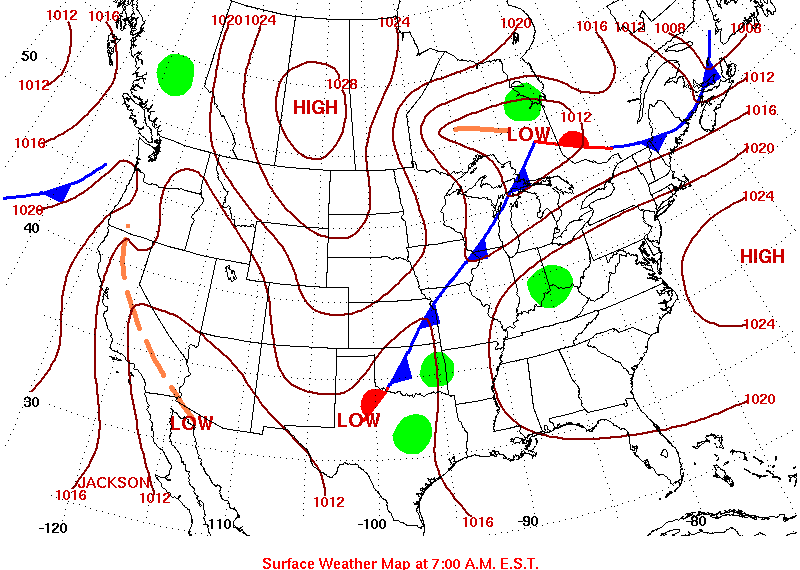 1012 1016 1020 1024 1024 1020 1016 1012 1008 1008
50
1012 1028 1012
HIGH 1016
1012
LOW
1016 1020
1020 1024
40
HIGH
1024
30 1020
LOW LOW
JACKSON
1016 1012 1012
1016
-120 -110 -100 -90 -80
Surface Weather Map at 7:00 A.M. E.S.T.